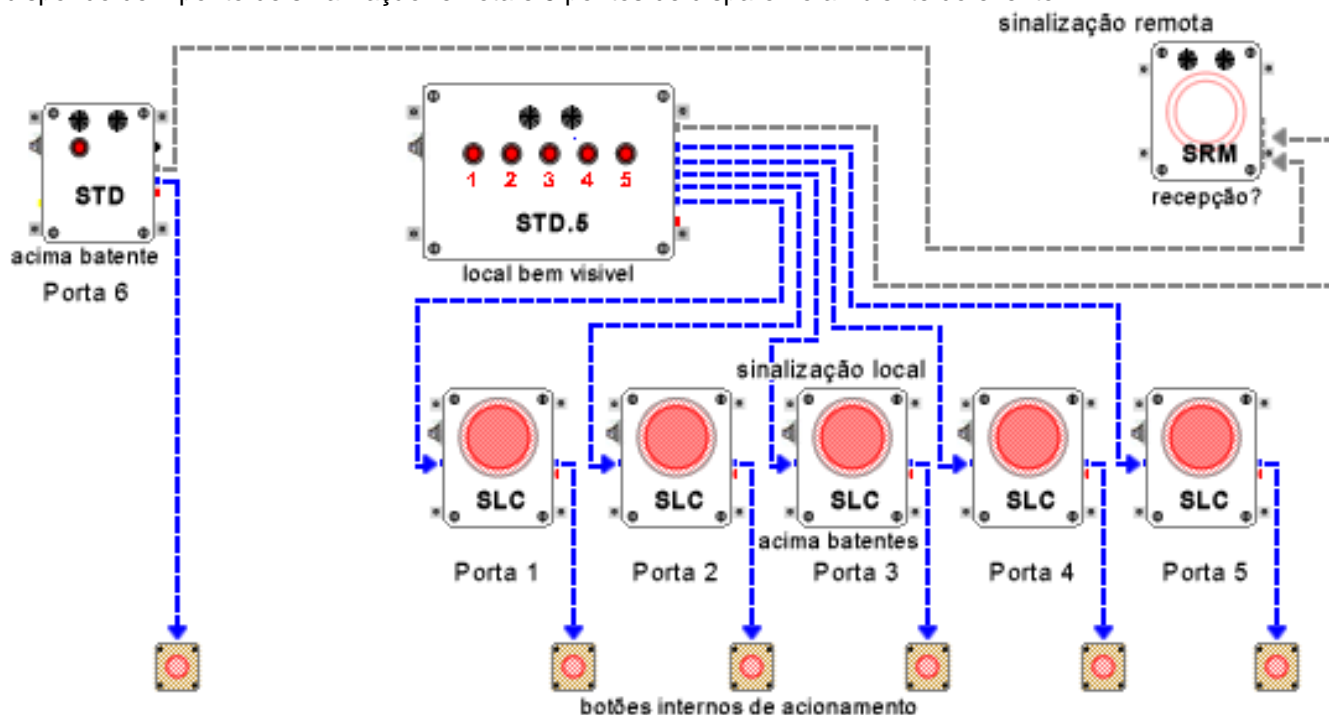 sinalização remota
STD
acima batente
Porta 6
1 2 3 4 5
STD.5
local bem visivel
SRM
recepção?
sinalização local
SLC SLC SLC SLC SLC
acima batentes
Porta 1 Porta 2 Porta 3 Porta 4 Porta 5
botões internos de acionamento